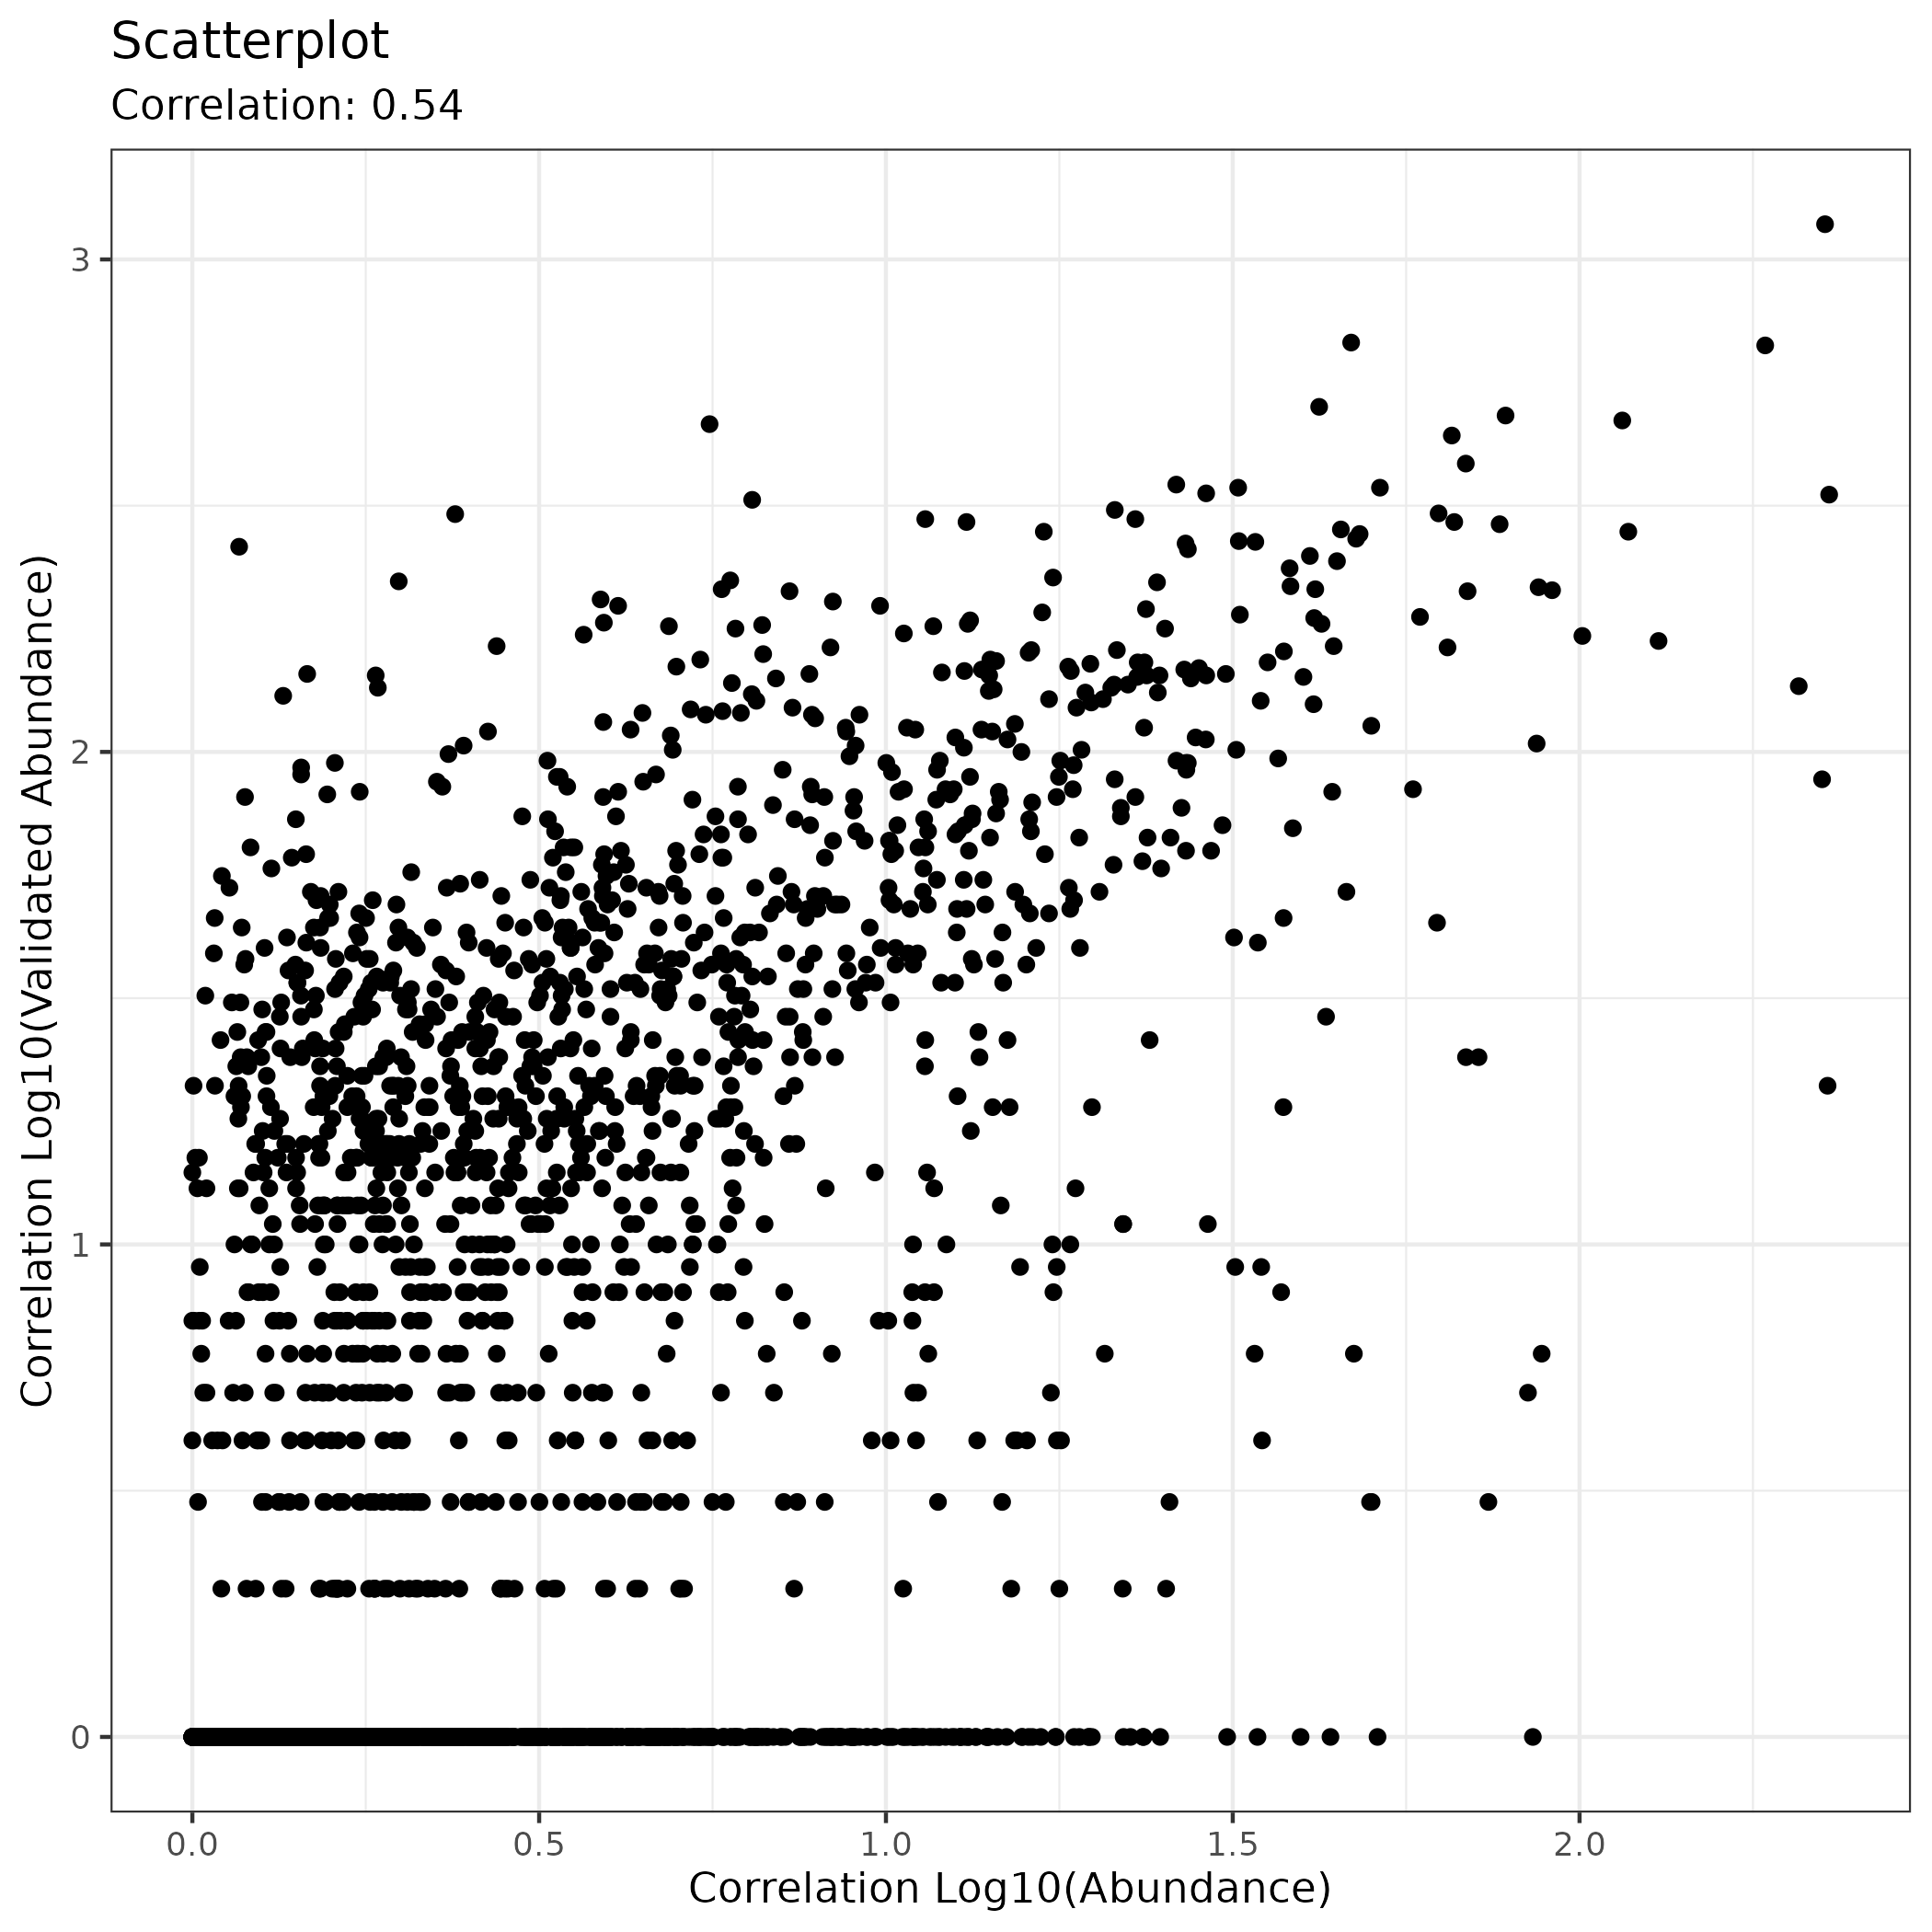 Scatterplot
Correlation: 0.54
Correlation Log10(Validated Abundance)
3
2
1
0
0.0 0.5 1.0 1.5 2.0
Correlation Log10(Abundance)